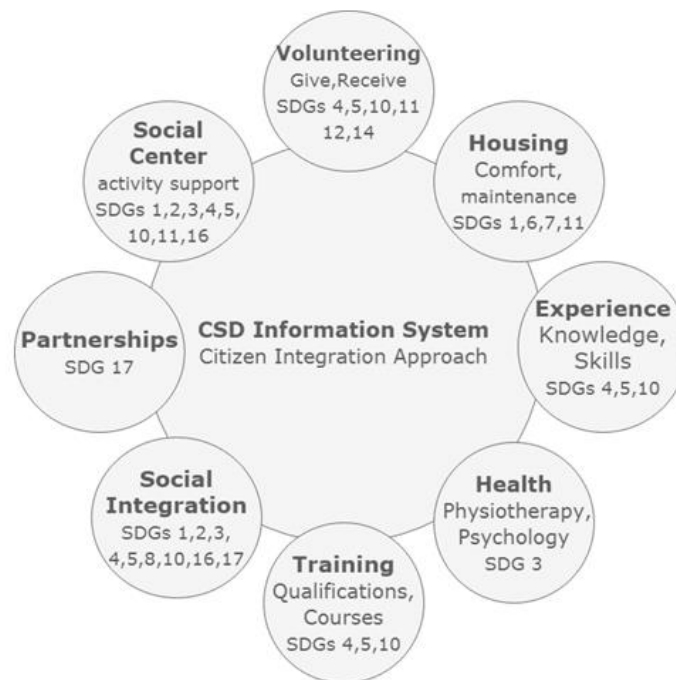 Volunteering
Give,Receive
SDGs 4,5,10,11
12,14
Social
Center
activity support
SDGs 1,2,3,4,5,
10,11,16
Housing
Comfort,
maintenance
SDGs 1,6,7,11
Partnerships
SDG 17
CSD Information System
Citizen Integration Approach
Experience
Knowledge,
Skills
SDGs 4,5,10
Social
Integration
SDGs 1,2,3,
4,5,8,10,16,17
Health
Physiotherapy,
Psychology
SDG 3
Training
Qualifications,
Courses
SDGs 4,5,10